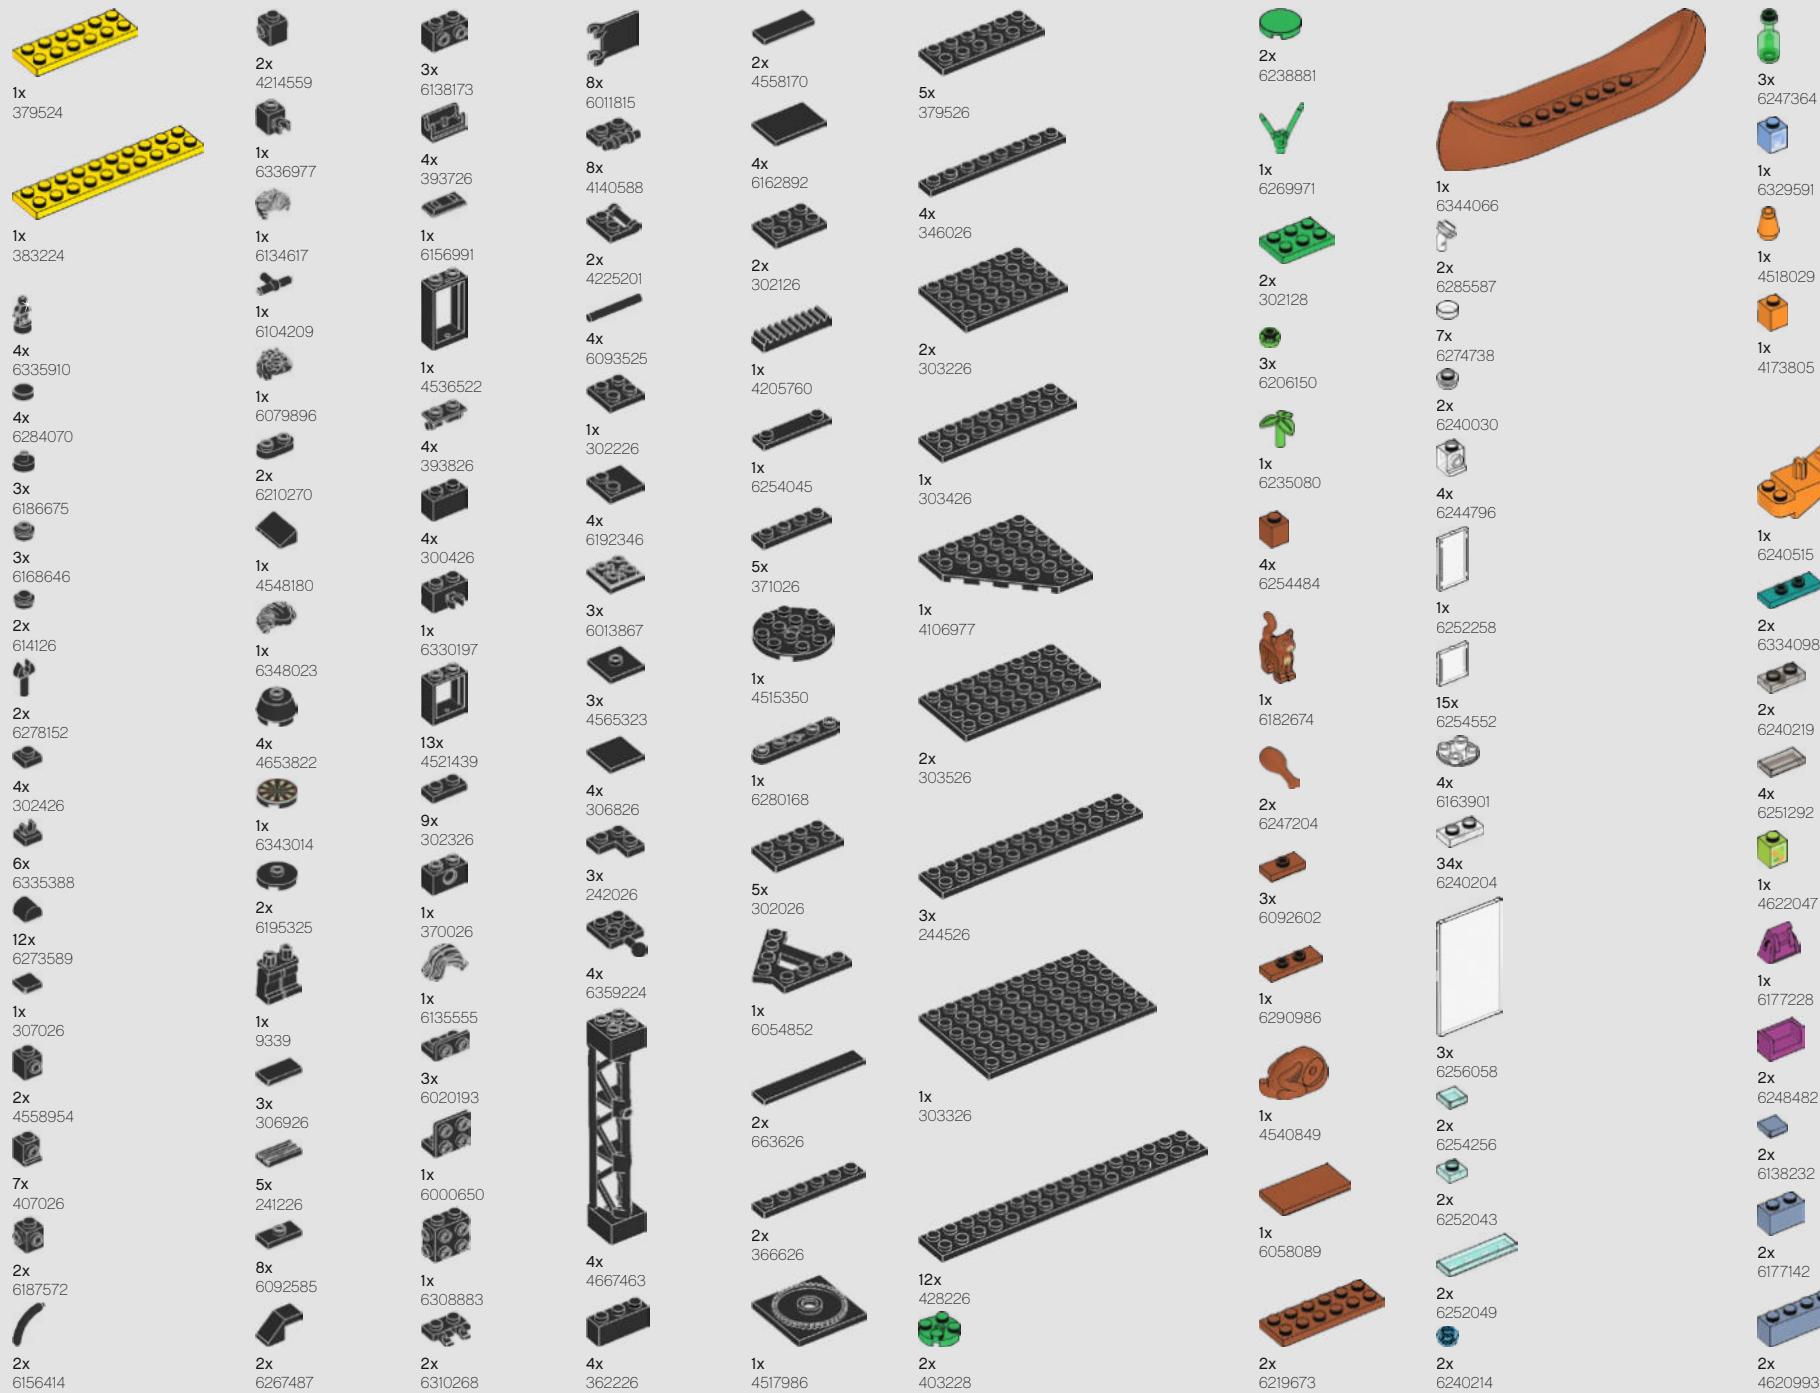 1x
379524
1x
383224
4x
6335910
4x
6284070
3x
6186675
3x
6168646
2x
614126
2x
6278152
4x
302426
6x
6335388
12x
6273589
1x
307026
2x
4558954
7x
407026
2x
6187572
2x
6156414
2x
4214559
1x
6336977
1x
6134617
1x
6104209
1x
6079896
2x
6210270
1x
4548180
1x
6348023
4x
4653822
1x
6343014
2x
6195325
1x
9339
3x
306926
5x
241226
8x
6092585
2x
6267487
3x
6138173
4x
393726
1x
6156991
1x
4536522
4x
393826
4x
300426
1x
6330197
13x
4521439
9x
302326
1x
370026
1x
6135555
3x
6020193
1x
6000650
1x
6308883
2x
6310268
8x
6011815
8x
4140588
2x
4225201
4x
6093525
1x
302226
4x
6192346
3x
6013867
3x
4565323
4x
306826
3x
242026
4x
6359224
4x
4667463
4x
362226
2x
4558170
4x
6162892
2x
302126
1x
4205760
1x
6254045
5x
371026
1x
4515350
1x
6280168
5x
302026
1x
6054852
2x
663626
2x
366626
1x
4517986
5x
379526
4x
346026
2x
303226
1x
303426
1x
4106977
2x
303526
3x
244526
1x
303326
12x
428226
2x
403228
2x
6238881
1x
6269971
2x
302128
3x
6206150
1x
6235080
4x
6254484
1x
6182674
2x
6247204
3x
6092602
1x
6290986
1x
4540849
1x
6058089
2x
6219673
1x
6344066
2x
6285587
7x
6274738
2x
6240030
4x
6244796
1x
6252258
15x
6254552
4x
6163901
34x
6240204
3x
6256058
2x
6254256
2x
6252043
2x
6252049
2x
6240214
3x
6247364
1x
6329591
1x
4518029
1x
4173805
1x
6240515
2x
6334098
2x
6240219
4x
6251292
1x
4622047
1x
6177228
2x
6248482
2x
6138232
2x
6177142
2x
4620993